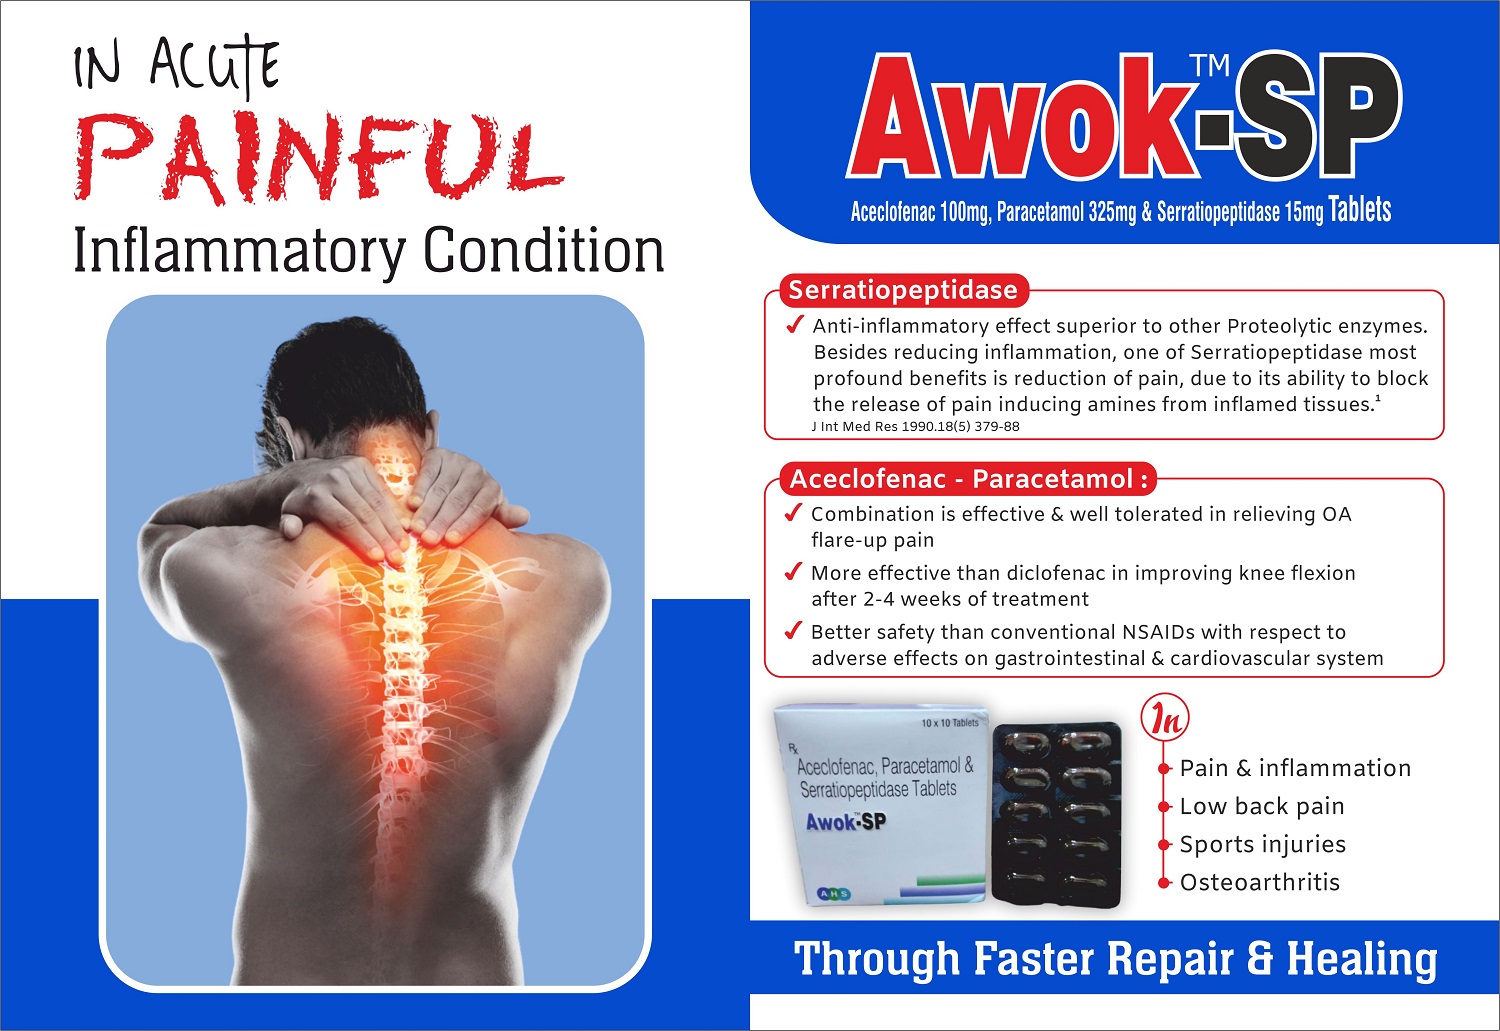 IN ACUTE
PAINFUL
Inflammatory Condition
Awok-SP™
Aceclofenac 100mg, Paracetamol 325mg & Serratiopeptidase 15mg Tablets
Serratiopeptidase
✓ Anti-inflammatory effect superior to other Proteolytic enzymes.
Besides reducing inflammation, one of Serratiopeptidase most
profound benefits is reduction of pain, due to its ability to block
the release of pain inducing amines from inflamed tissues.¹
J Int Med Res 1990.18(5) 379-88
Aceclofenac - Paracetamol :
✓ Combination is effective & well tolerated in relieving OA
flare-up pain
✓ More effective than diclofenac in improving knee flexion
after 2-4 weeks of treatment
✓ Better safety than conventional NSAIDs with respect to
adverse effects on gastrointestinal & cardiovascular system
10 x 10 Tablets
Rx
Aceclofenac, Paracetamol &
Serratiopeptidase Tablets
Awok-SP™
AHS
In
Pain & inflammation
Low back pain
Sports injuries
Osteoarthritis
Through Faster Repair & Healing